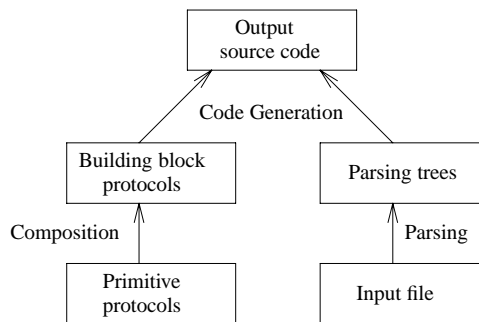 Output
source code
Code Generation
Building block
protocols
Parsing trees
Composition
Parsing
Primitive
protocols
Input file